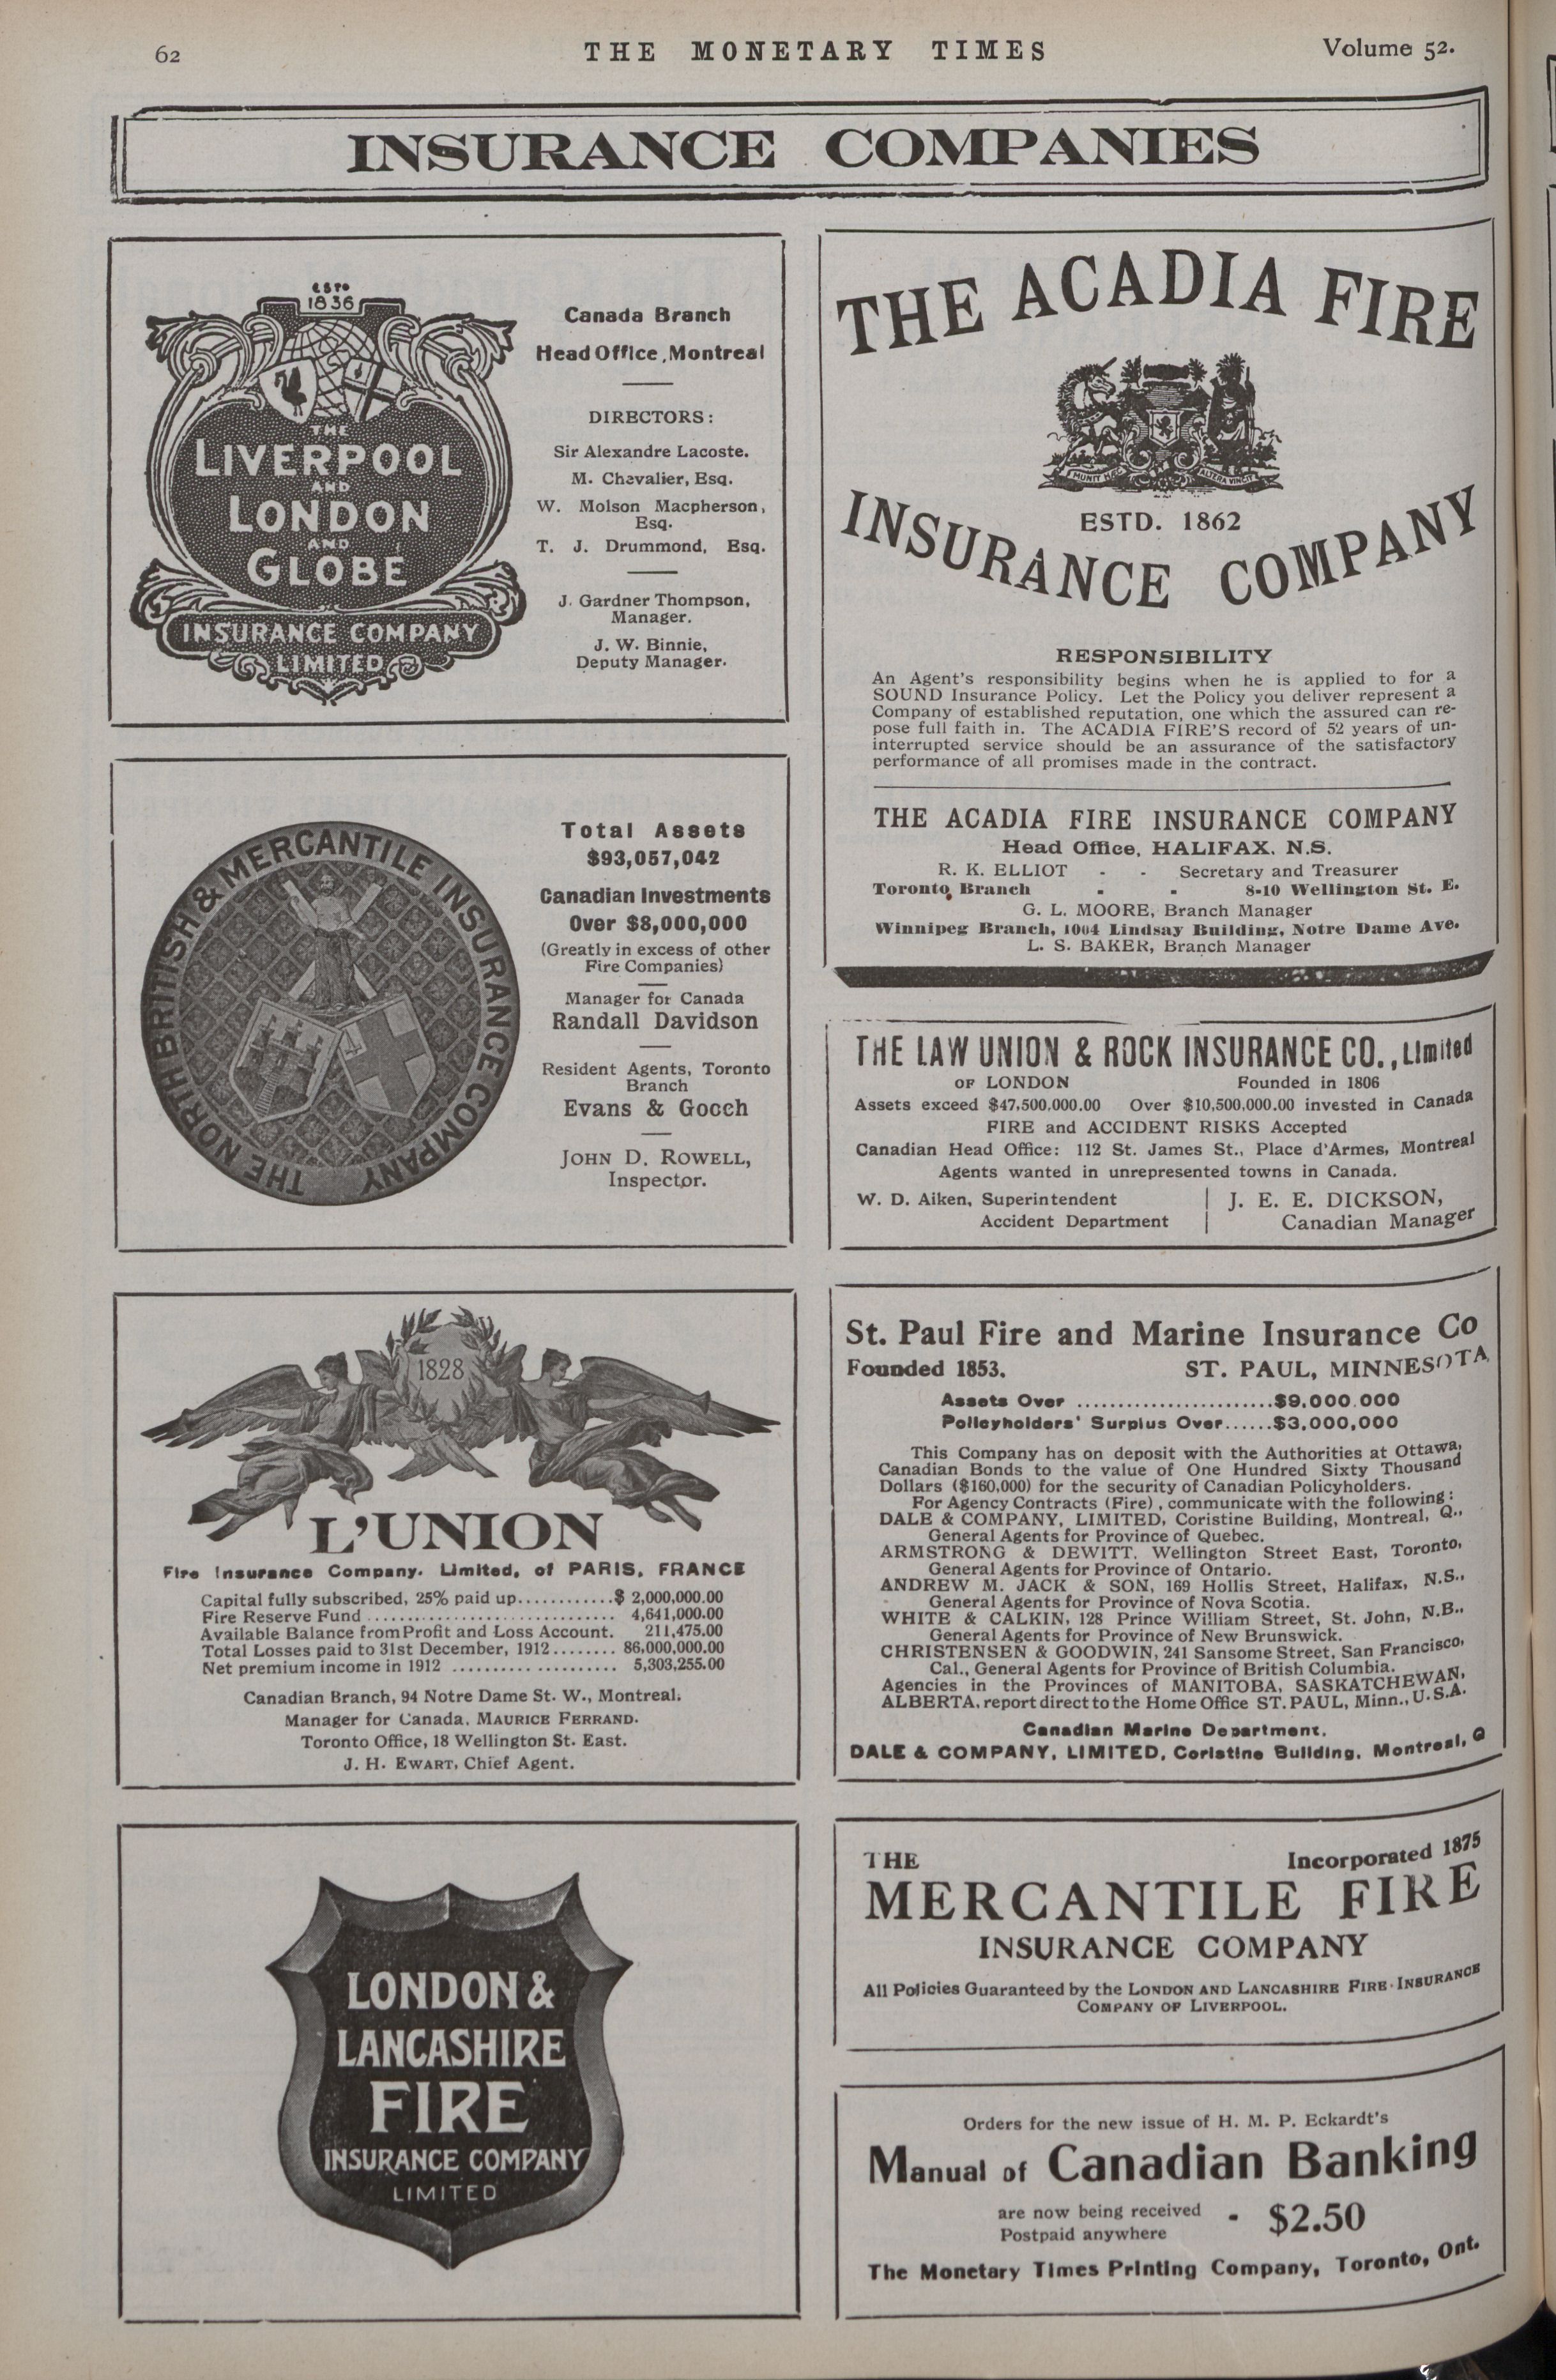 62
THE MONETARY TIMES
Volume 52.
INSURANCE COMPANIES
ESTD
1836
THE
LIVERPOOL
AND
LONDON
AND
GLOBE
INSURANCE COMPANY
LIMITED
Canada Branch
Head Office, Montreal
DIRECTORS:
Sir Alexandre Lacoste.
M. Chevalier, Esq.
W. Molson Macpherson,
Esq.
T. J. Drummond, Esq.
J. Gardner Thompson,
Manager.
J. W. Binnie,
Deputy Manager.
THE NORTH BRITISH & MERCANTILE INSURANCE COMPANY
Total Assets
$93,057,042
Canadian Investments
Over $8,000,000
(Greatly in excess of other
Fire Companies)
Manager for Canada
Randall Davidson
Resident Agents, Toronto
Branch
Evans & Gooch
JOHN D. ROWELL,
Inspector.
1828
L'UNION
Fire Insurance Company. Limited, of PARIS, FRANCE
Capital fully subscribed, 25% paid up............$ 2,000,000.00
Fire Reserve Fund .............................. 4,641,000.00
Available Balance from Profit and Loss Account. 211,475.00
Total Losses paid to 31st December, 1912........ 86,000,000.00
Net premium income in 1912 .................... 5,303,255.00
Canadian Branch, 94 Notre Dame St. W., Montreal.
Manager for Canada, MAURICE FERRAND.
Toronto Office, 18 Wellington St. East.
J. H. EWART, Chief Agent.
LONDON &
LANCASHIRE
FIRE
INSURANCE COMPANY
LIMITED
THE ACADIA FIRE
MUNIT HÆC ALTERA VINCIT
ESTD. 1862
INSURANCE COMPANY
RESPONSIBILITY
An Agent's responsibility begins when he is applied to for a
SOUND Insurance Policy. Let the Policy you deliver represent a
Company of established reputation, one which the assured can re-
pose full faith in. The ACADIA FIRE'S record of 52 years of un-
interrupted service should be an assurance of the satisfactory
performance of all promises made in the contract.
THE ACADIA FIRE INSURANCE COMPANY
Head Office, HALIFAX, N.S.
R. K. ELLIOT - - Secretary and Treasurer
Toronto Branch - - 8-10 Wellington St. E.
G. L. MOORE, Branch Manager
Winnipeg Branch, 1004 Lindsay Building, Notre Dame Ave.
L. S. BAKER, Branch Manager
THE LAW UNION & ROCK INSURANCE CO., Limited
OF LONDON Founded in 1806
Assets exceed $47,500,000.00 Over $10,500,000.00 invested in Canada
FIRE and ACCIDENT RISKS Accepted
Canadian Head Office: 112 St. James St., Place d'Armes, Montreal
Agents wanted in unrepresented towns in Canada.
W. D. Aiken, Superintendent | J. E. E. DICKSON,
Accident Department | Canadian Manager
St. Paul Fire and Marine Insurance Co
Founded 1853. ST. PAUL, MINNESOTA
Assets Over ........................$9,000.000
Policyholders' Surplus Over......$3,000,000
This Company has on deposit with the Authorities at Ottawa,
Canadian Bonds to the value of One Hundred Sixty Thousand
Dollars ($160,000) for the security of Canadian Policyholders.
For Agency Contracts (Fire), communicate with the following:
DALE & COMPANY, LIMITED, Coristine Building, Montreal, Q.,
General Agents for Province of Quebec.
ARMSTRONG & DEWITT, Wellington Street East, Toronto,
General Agents for Province of Ontario.
ANDREW M. JACK & SON, 169 Hollis Street, Halifax, N.S.,
General Agents for Province of Nova Scotia.
WHITE & CALKIN, 128 Prince William Street, St. John, N.B.,
General Agents for Province of New Brunswick.
CHRISTENSEN & GOODWIN, 241 Sansome Street, San Francisco,
Cal., General Agents for Province of British Columbia.
Agencies in the Provinces of MANITOBA, SASKATCHEWAN,
ALBERTA, report direct to the Home Office ST. PAUL, Minn., U.S.A.
Canadian Marine Department.
DALE & COMPANY, LIMITED, Coristine Building, Montreal, Q
THE Incorporated 1875
MERCANTILE FIRE
INSURANCE COMPANY
All Policies Guaranteed by the LONDON AND LANCASHIRE FIRE INSURANCE
COMPANY OF LIVERPOOL.
Orders for the new issue of H. M. P. Eckardt's
Manual of Canadian Banking
are now being received - $2.50
Postpaid anywhere
The Monetary Times Printing Company, Toronto, Ont.